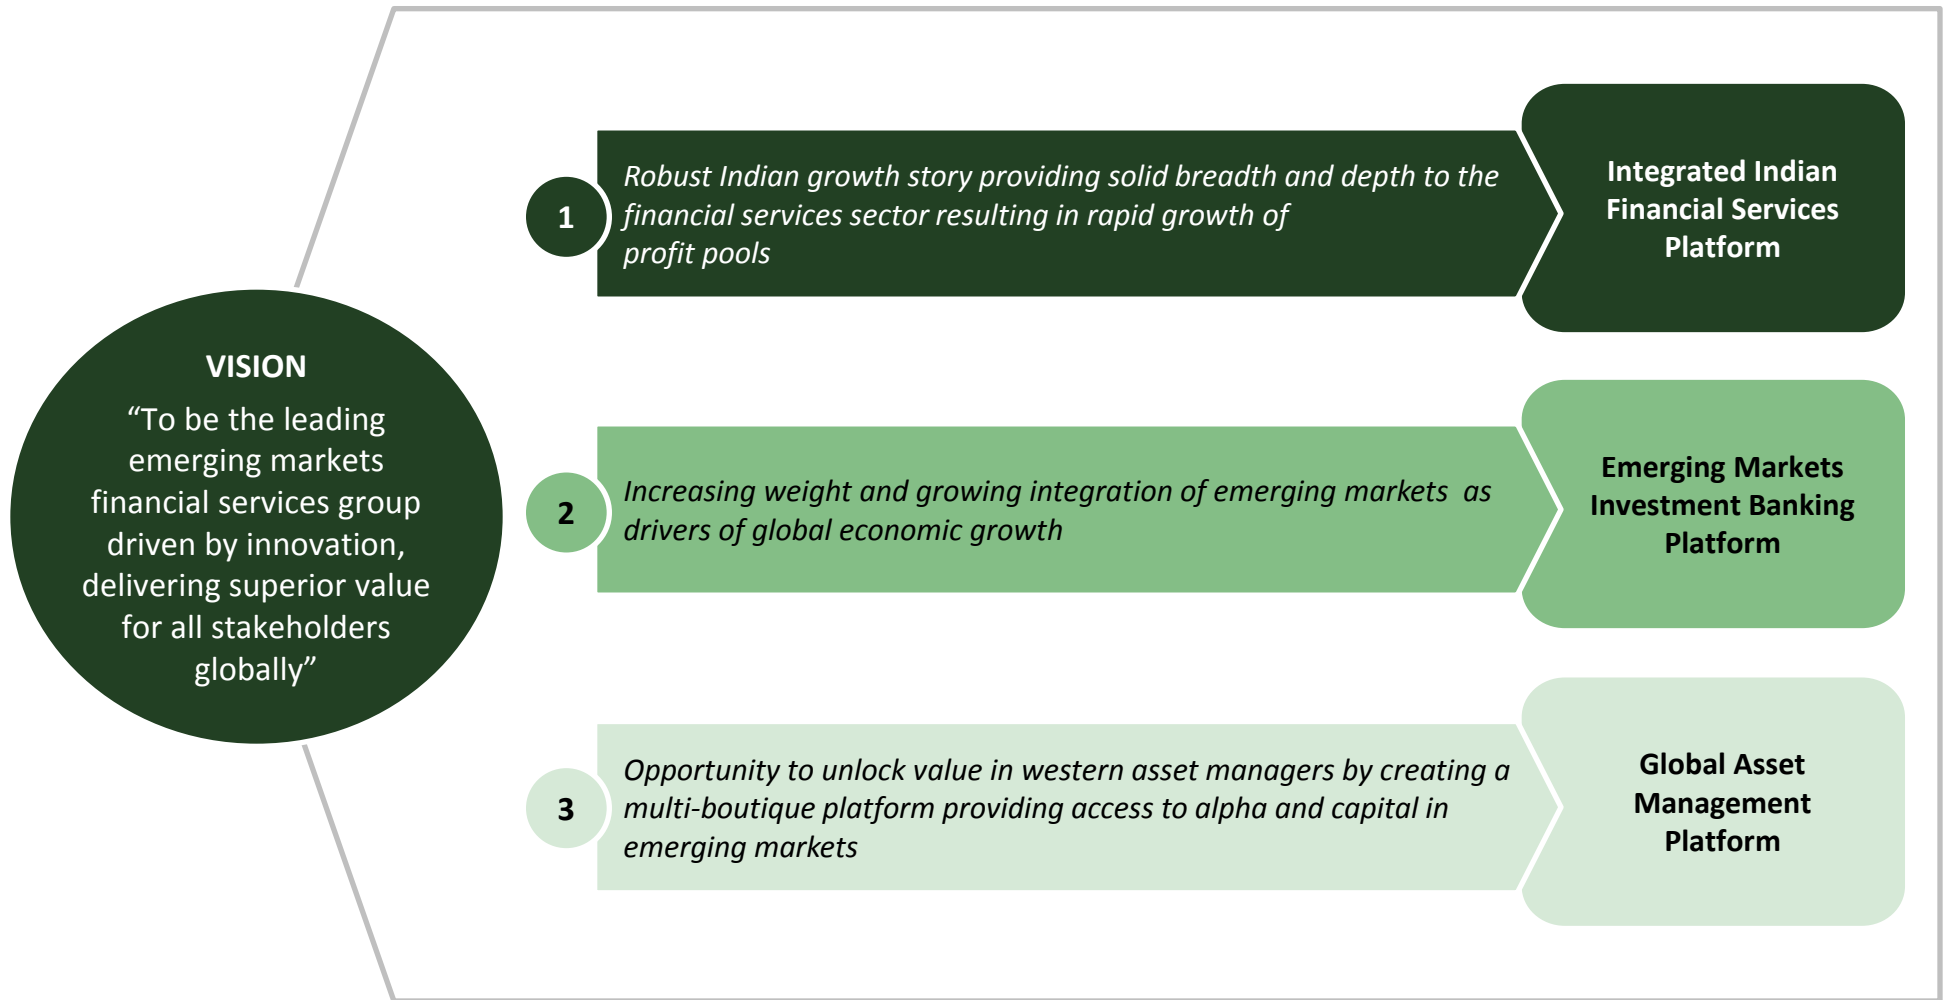 VISION
“To be the leading
emerging markets
financial services group
driven by innovation,
delivering superior value
for all stakeholders
globally”
1
Robust Indian growth story providing solid breadth and depth to the
financial services sector resulting in rapid growth of
profit pools
Integrated Indian
Financial Services
Platform
2
Increasing weight and growing integration of emerging markets  as
drivers of global economic growth
Emerging Markets
Investment Banking
Platform
3
Opportunity to unlock value in western asset managers by creating a
multi-boutique platform providing access to alpha and capital in
emerging markets
Global Asset
Management
Platform